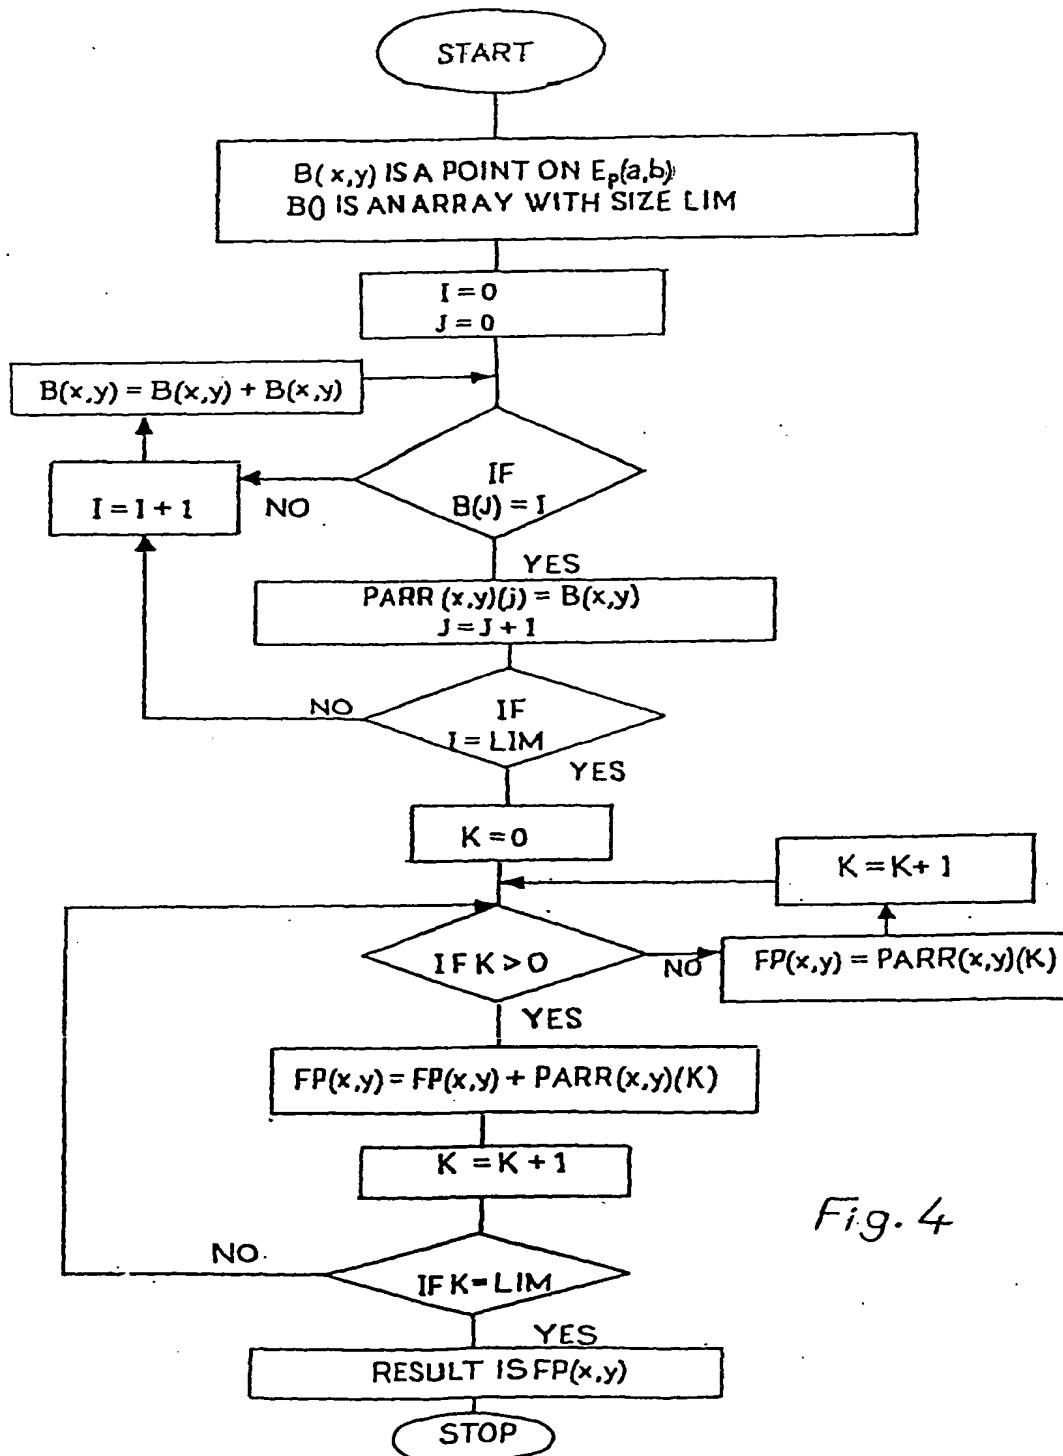 START
B(x,y) IS A POINT ON Ep(a,b)
B() IS AN ARRAY WITH SIZE LIM
I = 0
J = 0
B(x,y) = B(x,y) + B(x,y)
I = I + 1
NO
IF
B(J) = I
YES
PARR (x,y)(j) = B(x,y)
J = J + 1
NO
IF
J = LIM
YES
K = 0
K = K + 1
IF K > 0
NO
FP(x,y) = PARR(x,y)(K)
YES
FP(x,y) = FP(x,y) + PARR(x,y)(K)
K = K + 1
NO
IF K = LIM
YES
RESULT IS FP(x,y)
STOP
Fig. 4